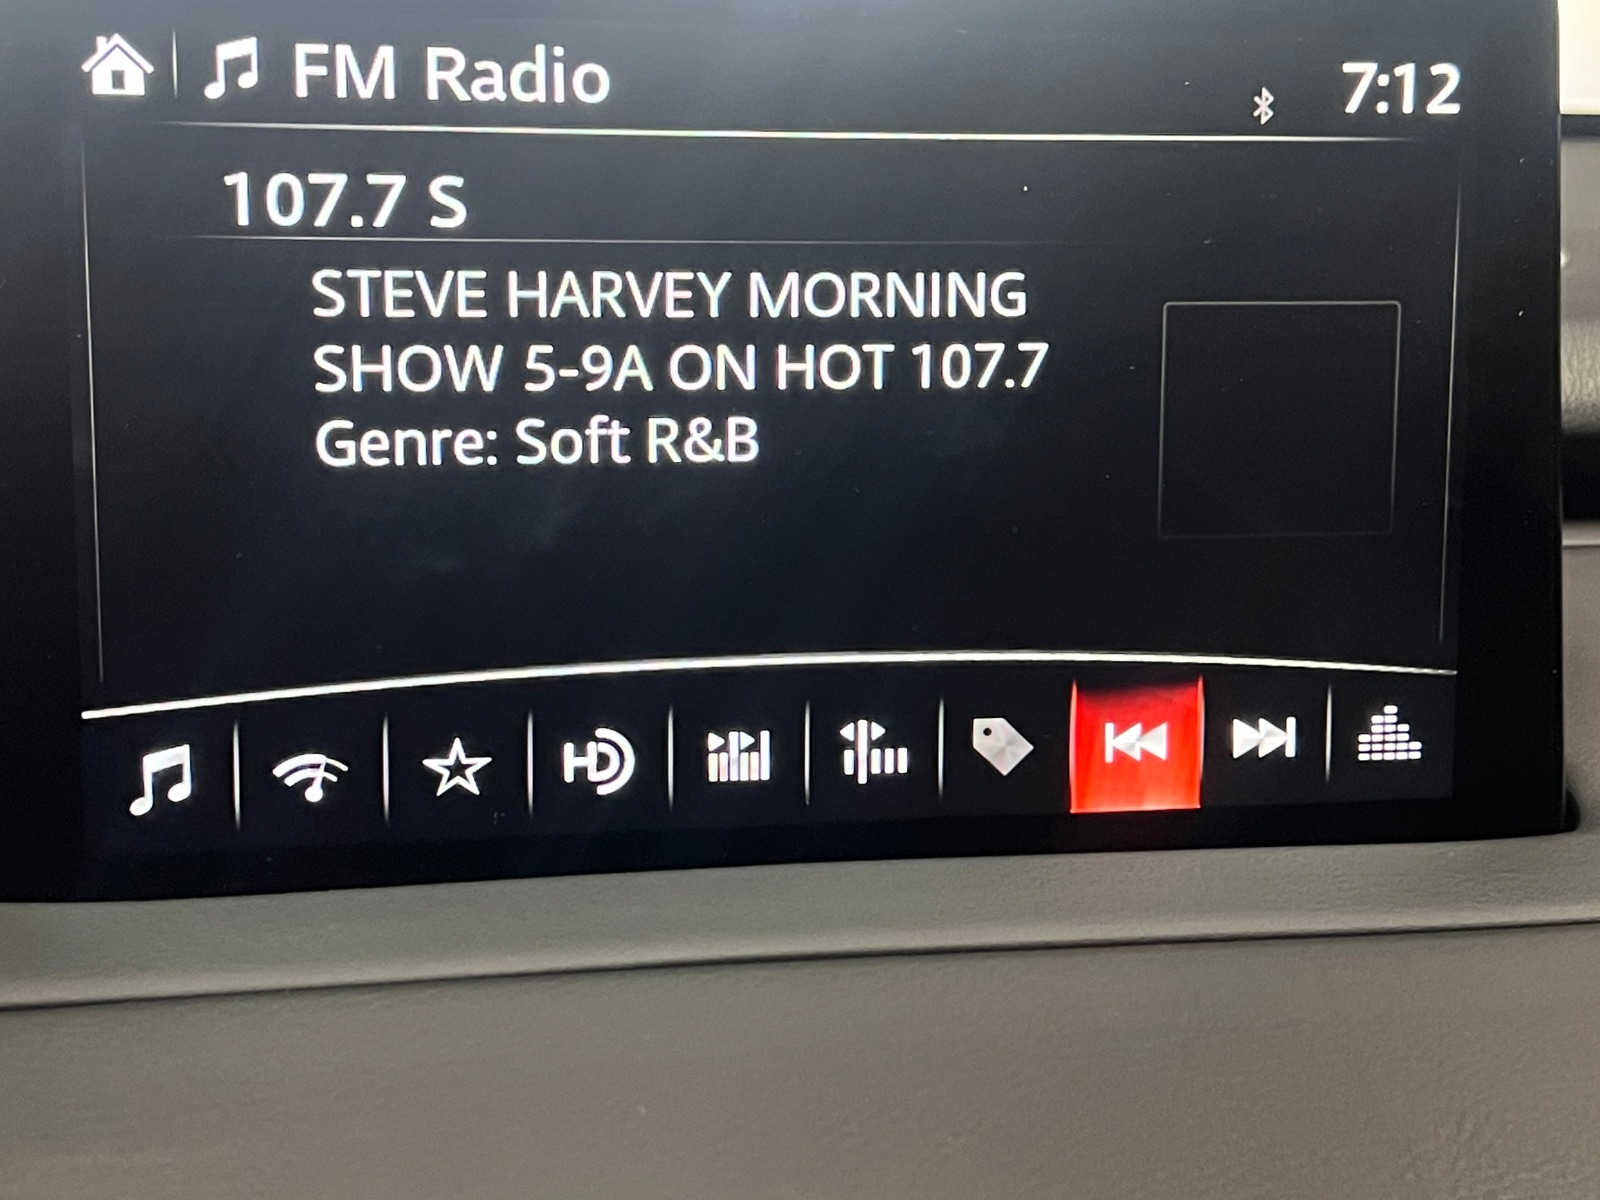 FM Radio
7:12
107.7 S
STEVE HARVEY MORNING
SHOW 5-9A ON HOT 107.7
Genre: Soft R&B
HD